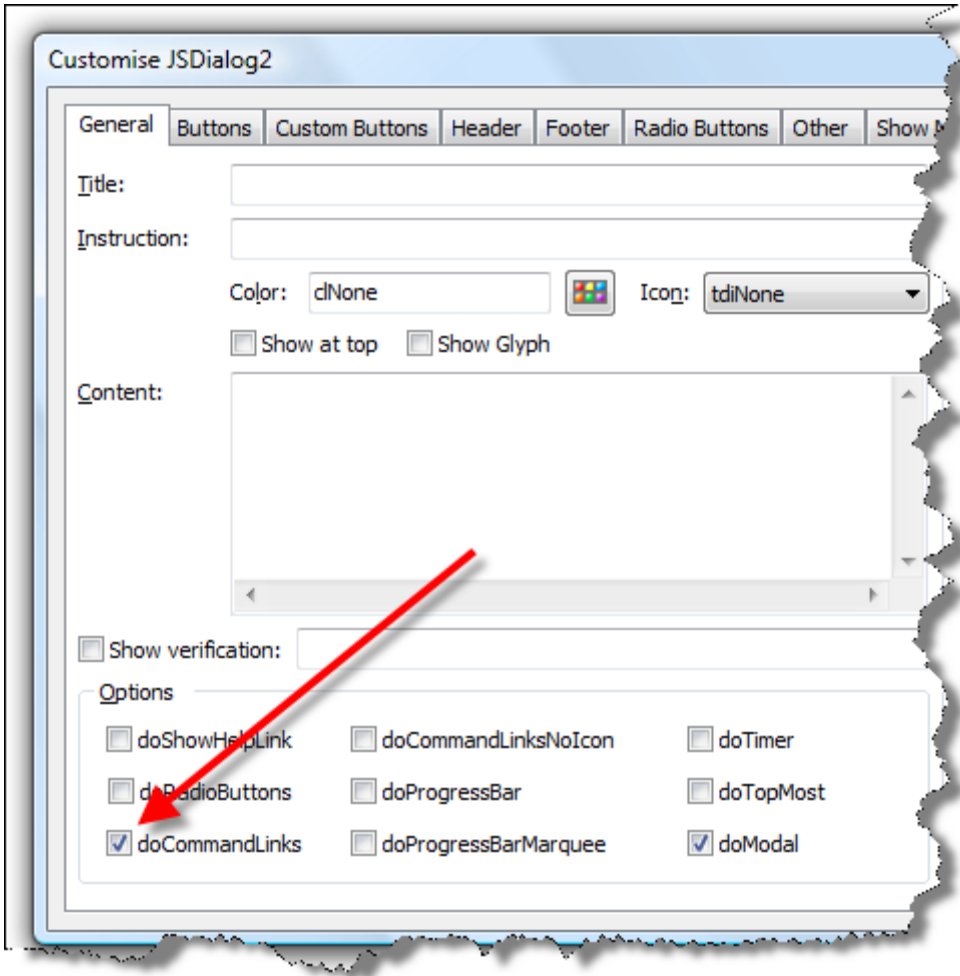 Customise JSDialog2
General Buttons Custom Buttons Header Footer Radio Buttons Other Show
Title:
Instruction:
Color: clNone Icon: tdiNone
Show at top Show Glyph
Content:
Show verification:
Options
doShowHelpLink doCommandLinksNoIcon doTimer
doRadioButtons doProgressBar doTopMost
doCommandLinks doProgressBarMarquee doModal